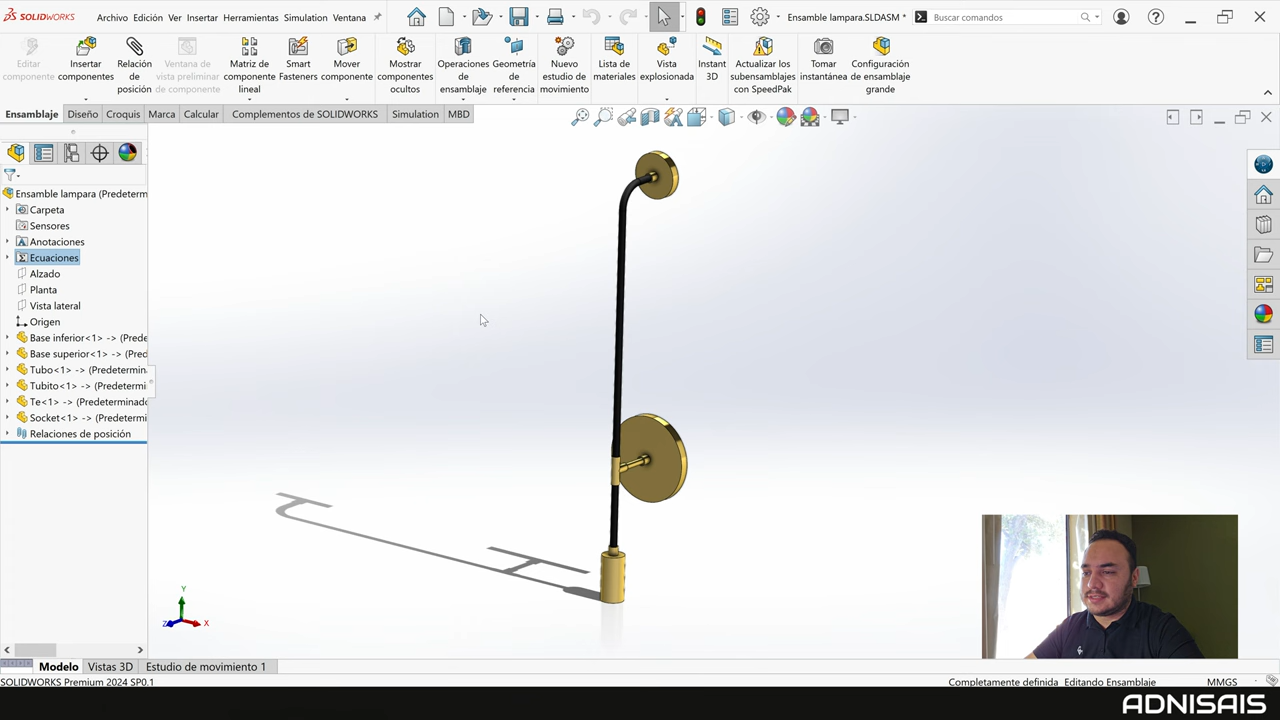 SOLIDWORKS
Archivo Edición Ver Insertar Herramientas Simulation Ventana
Ensamble lampara.SLDASM *
Buscar comandos
Editar componente
Insertar componentes
Relación de posición
Ventana de vista preliminar de componente
Matriz de componente lineal
Smart Fasteners
Mover componente
Mostrar componentes ocultos
Operaciones de ensamblaje
Geometría de referencia
Nuevo estudio de movimiento
Lista de materiales
Vista explosionada
Instant 3D
Actualizar los subensamblajes con SpeedPak
Tomar instantánea
Configuración de ensamblaje grande
Ensamblaje Diseño Croquis Marca Calcular Complementos de SOLIDWORKS Simulation MBD
Ensamble lampara (Predeterm
Carpeta
Sensores
Anotaciones
Ecuaciones
Alzado
Planta
Vista lateral
Origen
Base inferior<1> -> (Prede
Base superior<1> -> (Pred
Tubo<1> -> (Predetermin
Tubito<1> -> (Predetermi
Te<1> -> (Predeterminado
Socket<1> -> (Predetermi
Relaciones de posición
Y
Z
X
Modelo Vistas 3D Estudio de movimiento 1
SOLIDWORKS Premium 2024 SP0.1
Completamente definida Editando Ensamblaje MMGS
ADNISAIS